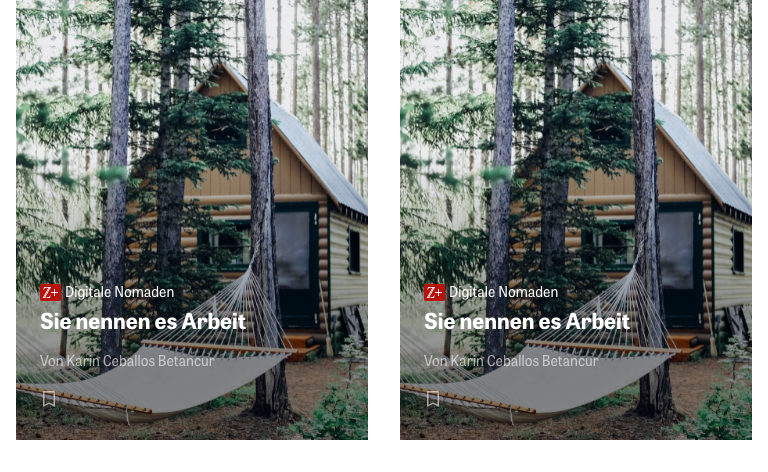 Z+ Digitale Nomaden
Sie nennen es Arbeit
Von Karin Ceballos Betancur
Z+ Digitale Nomaden
Sie nennen es Arbeit
Von Karin Ceballos Betancur